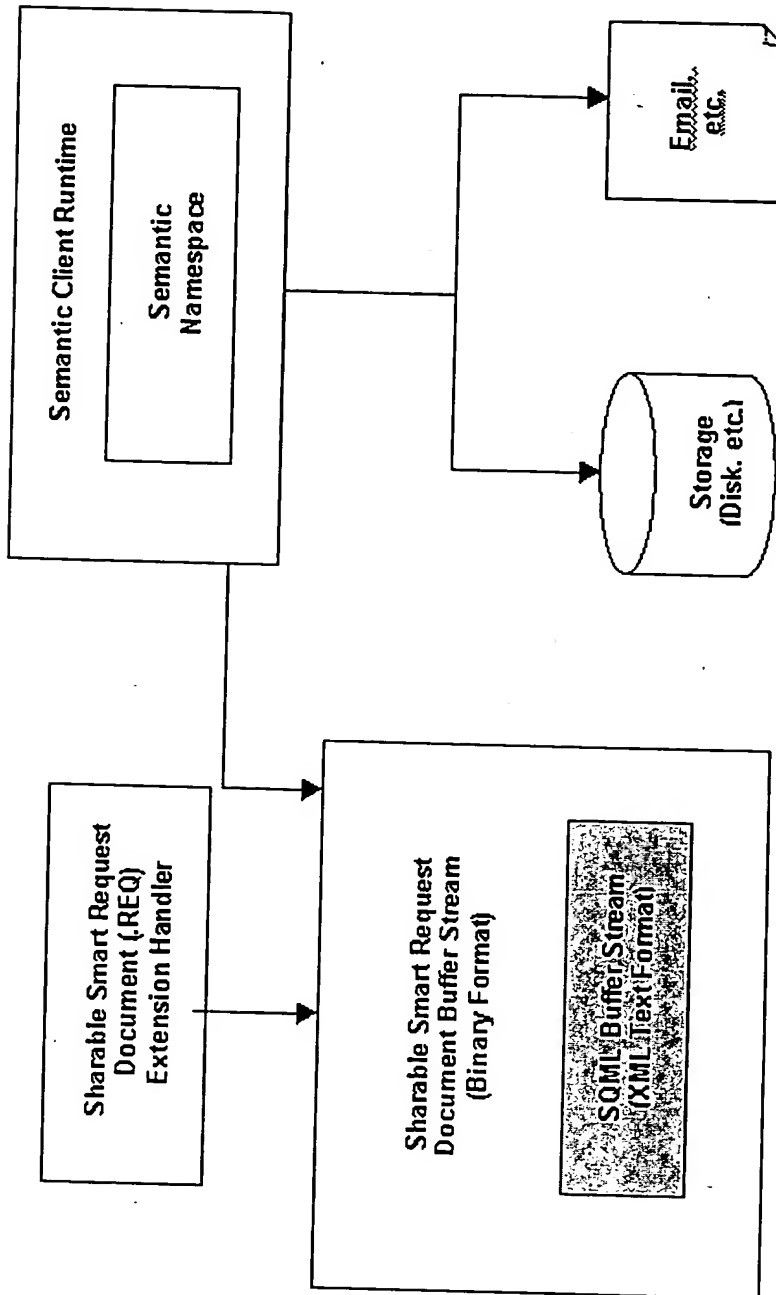 Sharable Smart Request
Document (.REQ)
Extension Handler
Semantic Client Runtime
Semantic
Namespace
Sharable Smart Request
Document Buffer Stream
(Binary Format)
SQML Buffer Stream
(XML Text Format)
Storage
(Disk. etc.)
Email,
etc.